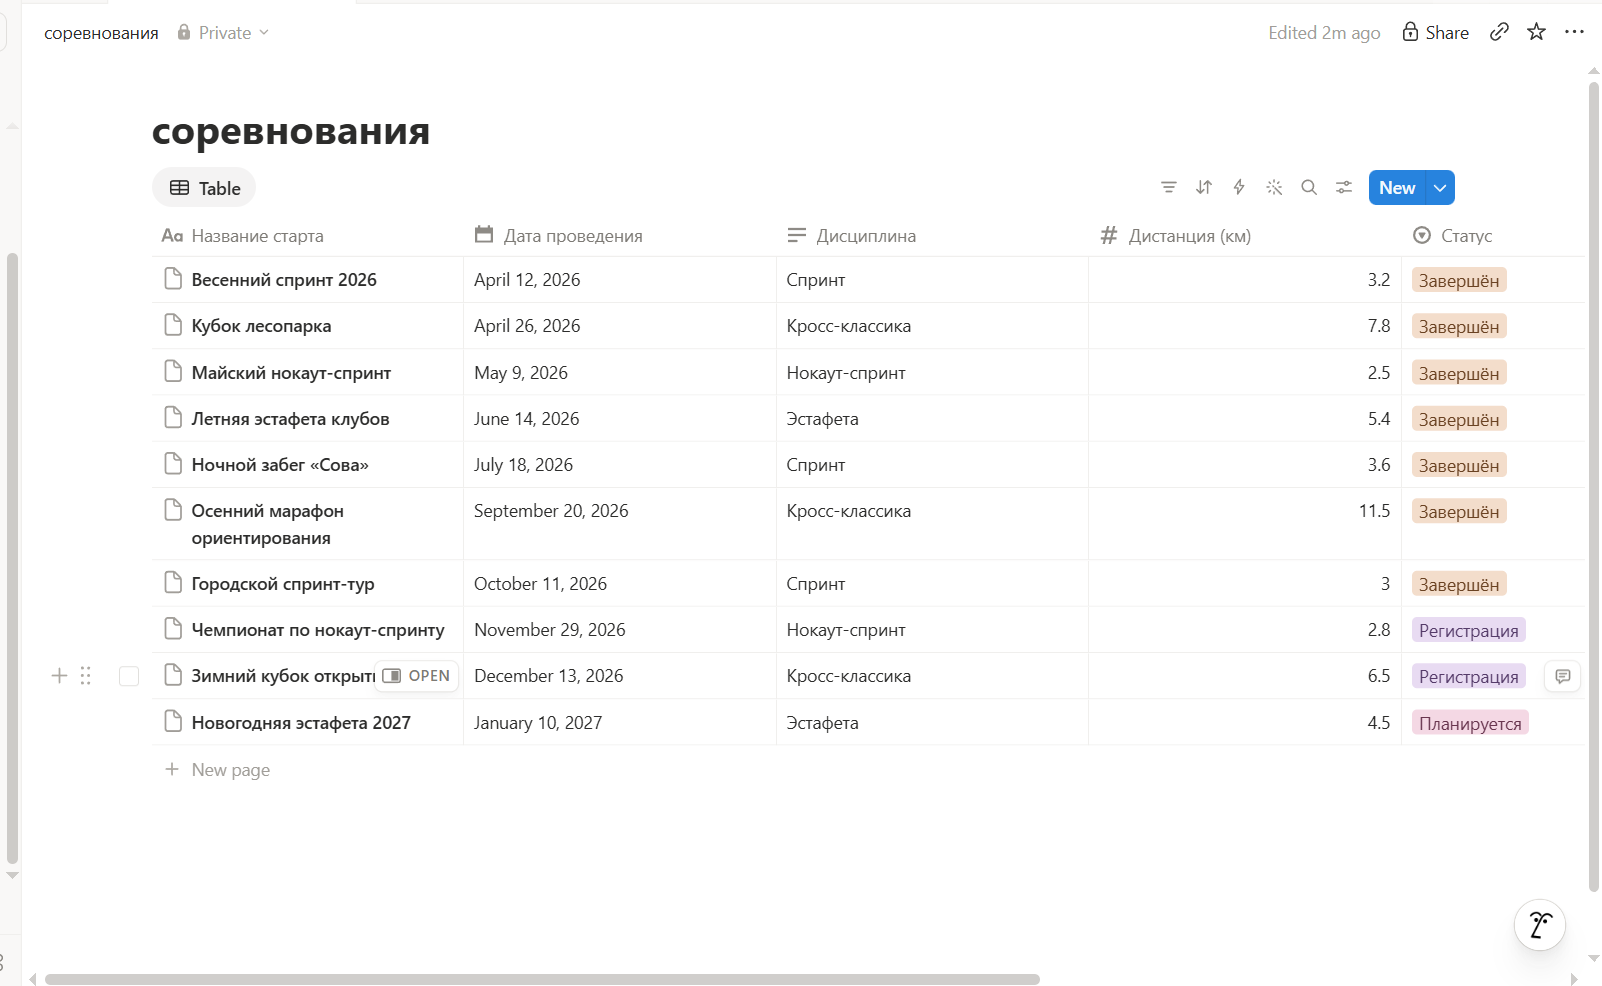 соревнования Private Edited 2m ago Share
соревнования
Table New
Название старта Дата проведения Дисциплина Дистанция (км) Статус
Весенний спринт 2026 April 12, 2026 Спринт 3.2 Завершён
Кубок лесопарка April 26, 2026 Кросс-классика 7.8 Завершён
Майский нокаут-спринт May 9, 2026 Нокаут-спринт 2.5 Завершён
Летняя эстафета клубов June 14, 2026 Эстафета 5.4 Завершён
Ночной забег «Сова» July 18, 2026 Спринт 3.6 Завершён
Осенний марафон September 20, 2026 Кросс-классика 11.5 Завершён
ориентирования
Городской спринт-тур October 11, 2026 Спринт 3 Завершён
Чемпионат по нокаут-спринту November 29, 2026 Нокаут-спринт 2.8 Регистрация
Зимний кубок OPEN December 13, 2026 Кросс-классика 6.5 Регистрация
Новогодняя эстафета 2027 January 10, 2027 Эстафета 4.5 Планируется
New page